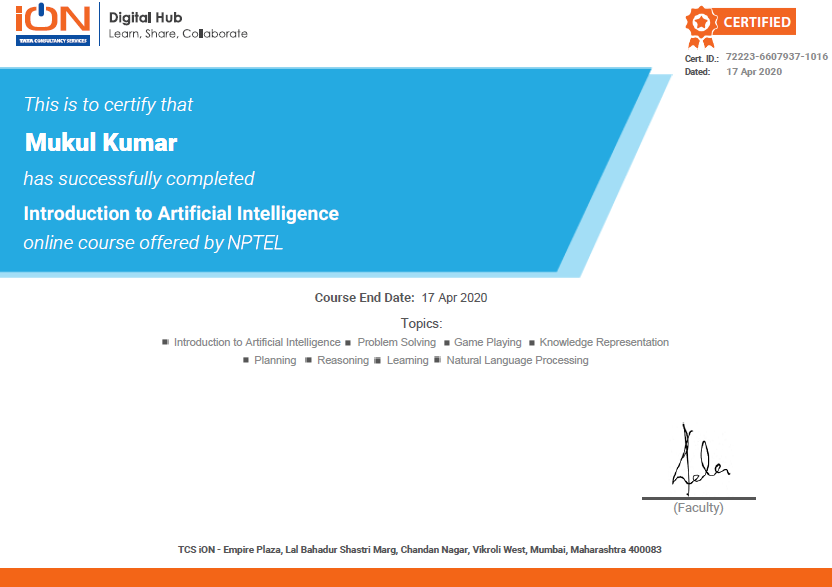 iON
TATA CONSULTANCY SERVICES
Digital Hub
Learn, Share, Collaborate
CERTIFIED
Cert. ID.: 72223-6607937-1016
Dated: 17 Apr 2020
This is to certify that
Mukul Kumar
has successfully completed
Introduction to Artificial Intelligence
online course offered by NPTEL
Course End Date: 17 Apr 2020
Topics:
Introduction to Artificial Intelligence Problem Solving Game Playing Knowledge Representation
Planning Reasoning Learning Natural Language Processing
(Faculty)
TCS iON - Empire Plaza, Lal Bahadur Shastri Marg, Chandan Nagar, Vikroli West, Mumbai, Maharashtra 400083